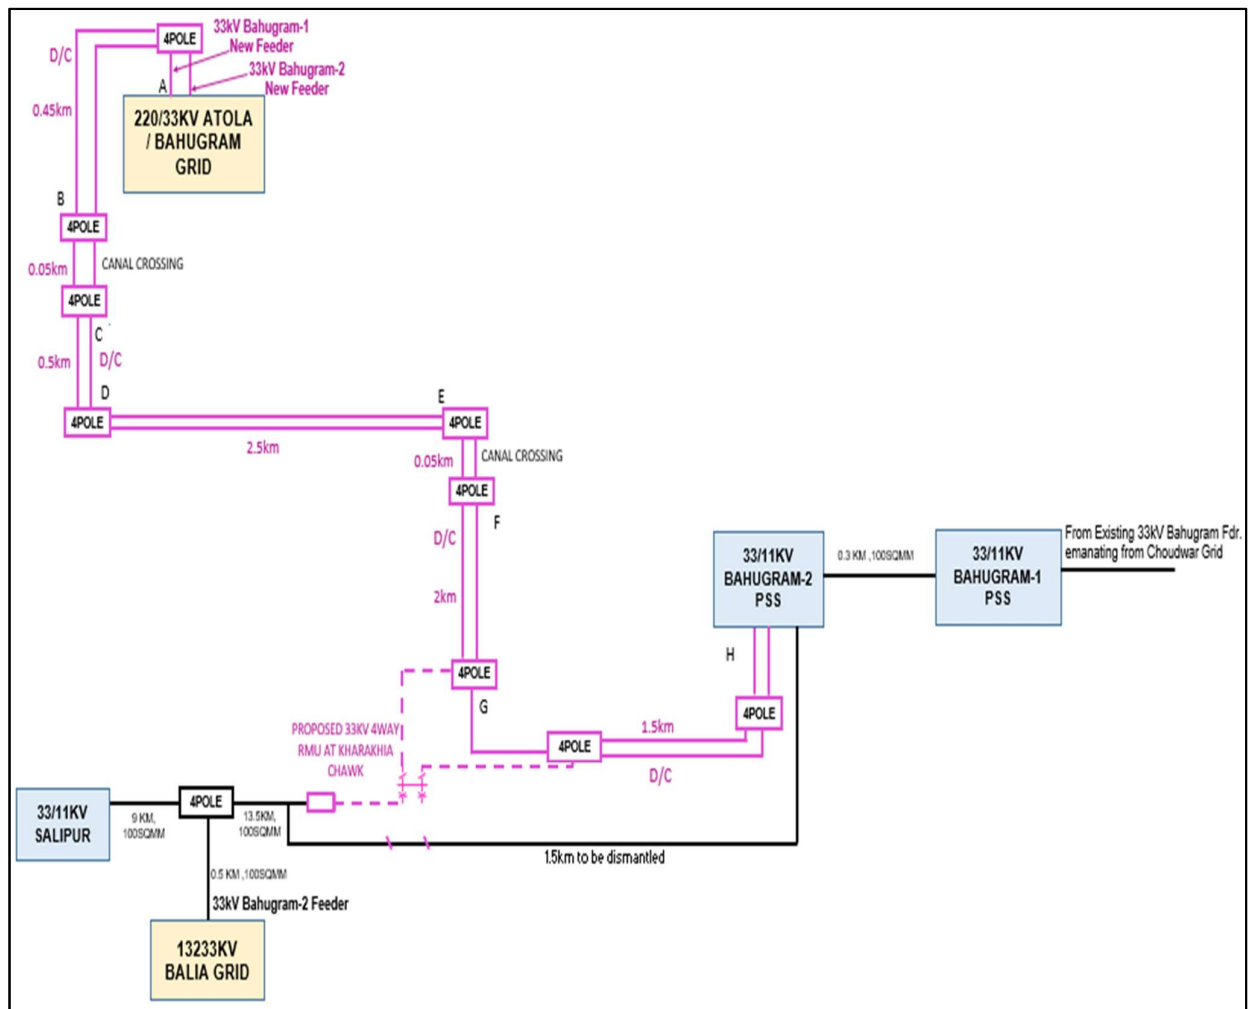 33kV Bahugram-1
New Feeder
4POLE
D/C
33kV Bahugram-2
New Feeder
A
0.45km
220/33KV ATOLA
/ BAHUGRAM
GRID
B
4POLE
0.05km
CANAL CROSSING
4POLE
C
0.5km
D/C
D
4POLE
2.5km
E
4POLE
0.05km
CANAL CROSSING
4POLE
F
D/C
2km
4POLE
G
33/11KV
BAHUGRAM-2
PSS
0.3 KM ,100SQMM
33/11KV
BAHUGRAM-1
PSS
From Existing 33kV Bahugram Fdr.
emanating from Choudwar Grid
H
4POLE
1.5km
4POLE
D/C
PROPOSED 33KV 4WAY
RMU AT KHARAKHIA
CHAWK
33/11KV
SALIPUR
9 KM,
100SQMM
4POLE
13.5KM,
100SQMM
1.5km to be dismantled
0.5 KM ,100SQMM
33kV Bahugram-2 Feeder
13233KV
BALIA GRID